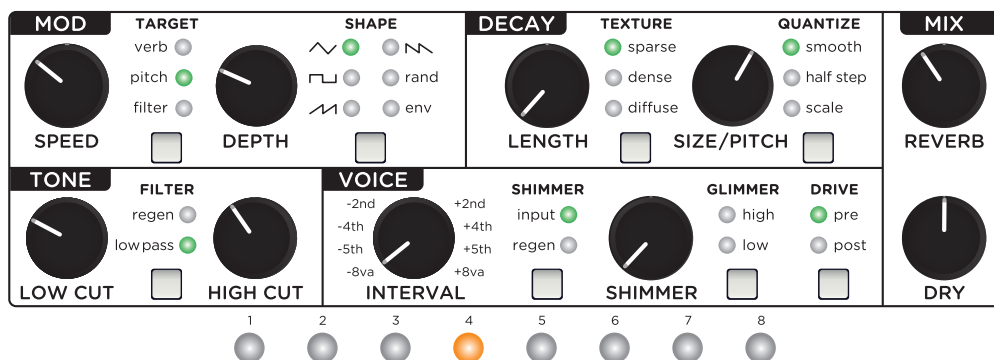 MOD
TARGET
verb
pitch
filter
SPEED
DEPTH
SHAPE
rand
env
DECAY
TEXTURE
sparse
dense
diffuse
LENGTH
SIZE/PITCH
QUANTIZE
smooth
half step
scale
MIX
REVERB
TONE
FILTER
regen
low pass
LOW CUT
HIGH CUT
VOICE
-2nd
-4th
-5th
-8va
+2nd
+4th
+5th
+8va
INTERVAL
SHIMMER
input
regen
SHIMMER
GLIMMER
high
low
DRIVE
pre
post
DRY
1 2 3 4 5 6 7 8